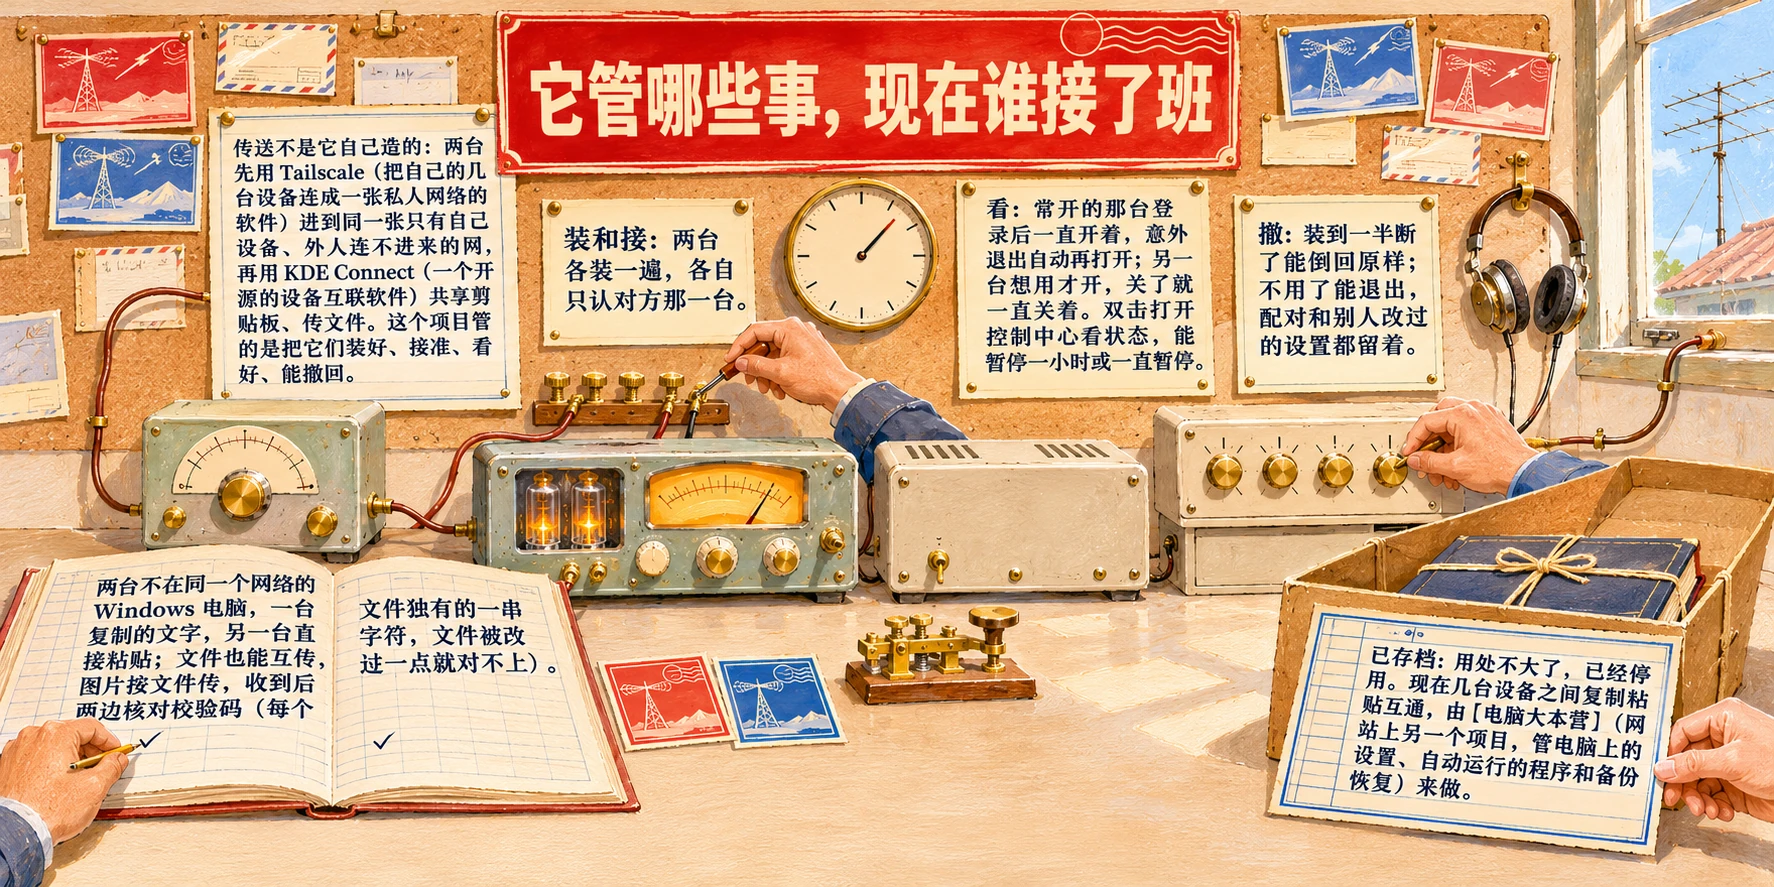 它管哪些事，现在谁接了班
传送不是它自己造的：两台
先用 Tailscale（把自己的几
台设备连成一张私人网络的
软件）进到同一张只有自己
设备、外人连不进来的网，
再用 KDE Connect（一个开
源的设备互联软件）共享剪
贴板、传文件。这个项目管
的是把它们装好、接准、看
好、能撤回。
装和接：两台
各装一遍，各自
只认对方那一台。
看：常开的那台登
录后一直开着，意外
退出自动再打开；另一
台想用才开，关了就
一直关着。双击打开
控制中心看状态，能
暂停一小时或一直暂停。
撤：装到一半断
了能倒回原样；
不用了能退出，
配对和别人改过
的设置都留着。
两台不在同一个网络的
Windows 电脑，一台
复制的文字，另一台直
接粘贴；文件也能互传，
图片按文件传，收到后
两边核对校验码（每个
文件独有的一串
字符，文件被改
过一点就对不上）。
已存档：用处不大了，已经停
用。现在几台设备之间复制粘
贴互通，由［电脑大本营］（网
站上另一个项目，管电脑上的
设置、自动运行的程序和备份
恢复）来做。